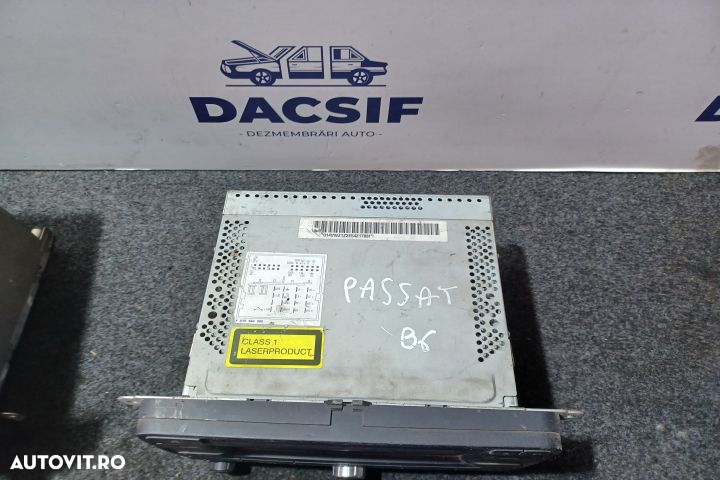 DACSIF
- DEZMEMBRĂRI AUTO -
PASSAT
B6
CLASS 1
LASERPRODUCT
AUTOVIT.RO